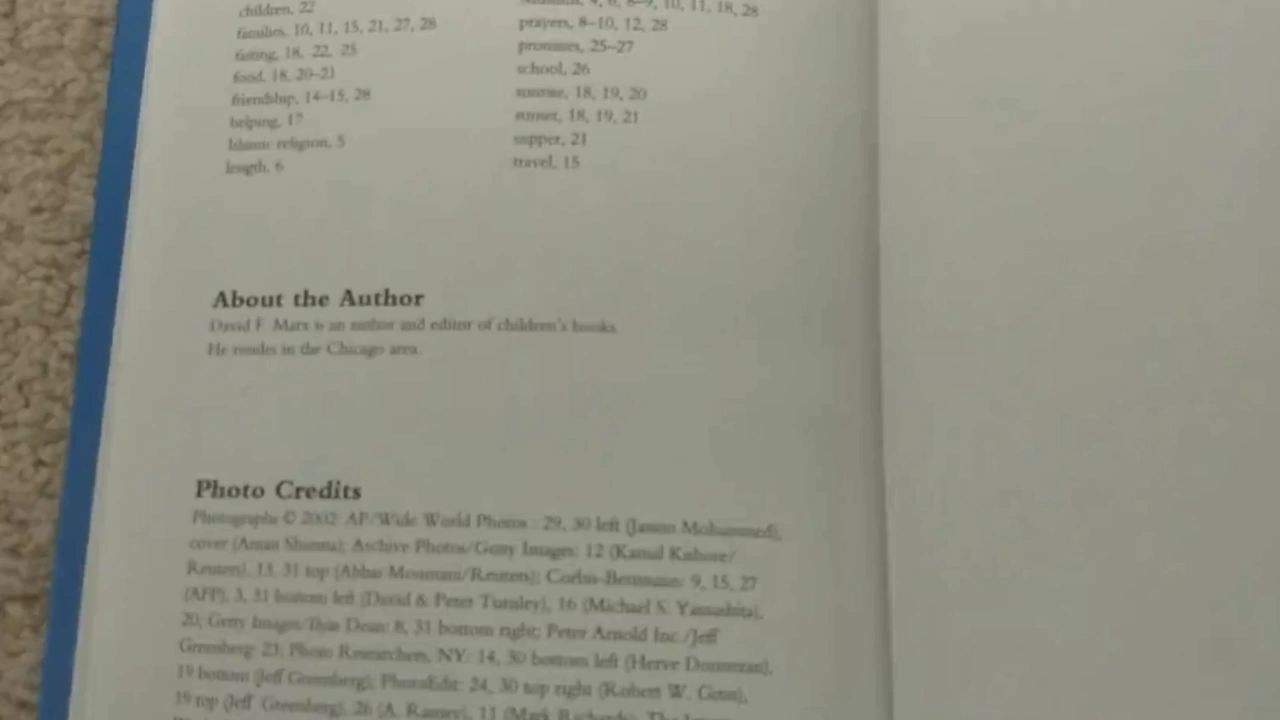 children, 22
families, 10, 11, 15, 21, 27, 28
fasting, 18, 22, 25
food, 18, 20–21
friendship, 14–15, 28
helping, 17
Islamic religion, 5
length, 6
10, 11, 18, 28
prayers, 8–10, 12, 28
promises, 25–27
school, 26
sunrise, 18, 19, 20
sunset, 18, 19, 21
supper, 21
travel, 15
About the Author
David F. Marx is an author and editor of children's books.
He resides in the Chicago area.
Photo Credits
Photographs © 2002: AP/Wide World Photos: 29, 30 left (Mohammed),
cover (Aman Sharma); Archive Photos/Getty Images: 12 (Kamal Kishore/
Reuters), 13, 31 top (Abbas Momani/Reuters); Corbis-Bettmann: 9, 15, 27
(AFP), 3, 31 bottom left (David & Peter Turnley), 16 (Michael S. Yamashita),
20; Getty Images: 8, 31 bottom right; Peter Arnold Inc./Jeff
Greenberg: 23; Photo Researchers, NY: 14, 30 bottom left (Herve Donnezan),
19 bottom (Jeff Greenberg); PhotoEdit: 24, 30 top right (Robert W. Ginn),
19 top (Jeff Greenberg), 26 (A. Ramey), 11 (Mark Richards); The Image